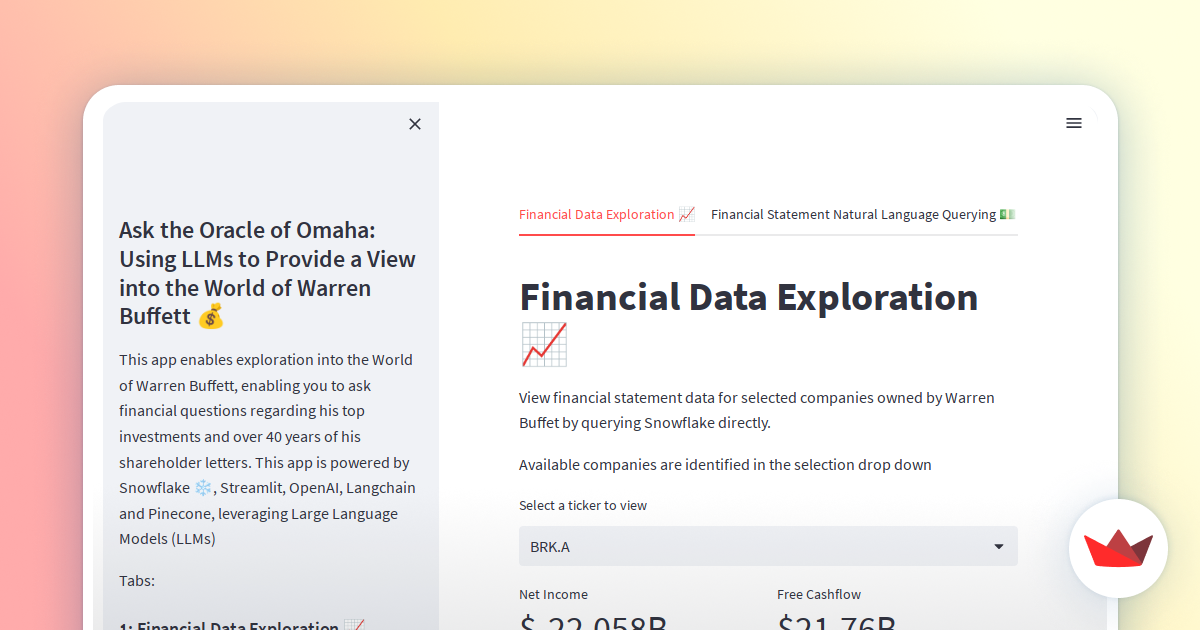 Ask the Oracle of Omaha:
Using LLMs to Provide a View
into the World of Warren
Buffett 💰
This app enables exploration into the World
of Warren Buffett, enabling you to ask
financial questions regarding his top
investments and over 40 years of his
shareholder letters. This app is powered by
Snowflake ❄️, Streamlit, OpenAI, Langchain
and Pinecone, leveraging Large Language
Models (LLMs)
Tabs:
1: Financial Data Exploration 📈
Financial Data Exploration 📈 Financial Statement Natural Language Querying 💵
Financial Data Exploration
📈
View financial statement data for selected companies owned by Warren
Buffet by querying Snowflake directly.
Available companies are identified in the selection drop down
Select a ticker to view
BRK.A
Net Income Free Cashflow
$-22.058B $21.76B